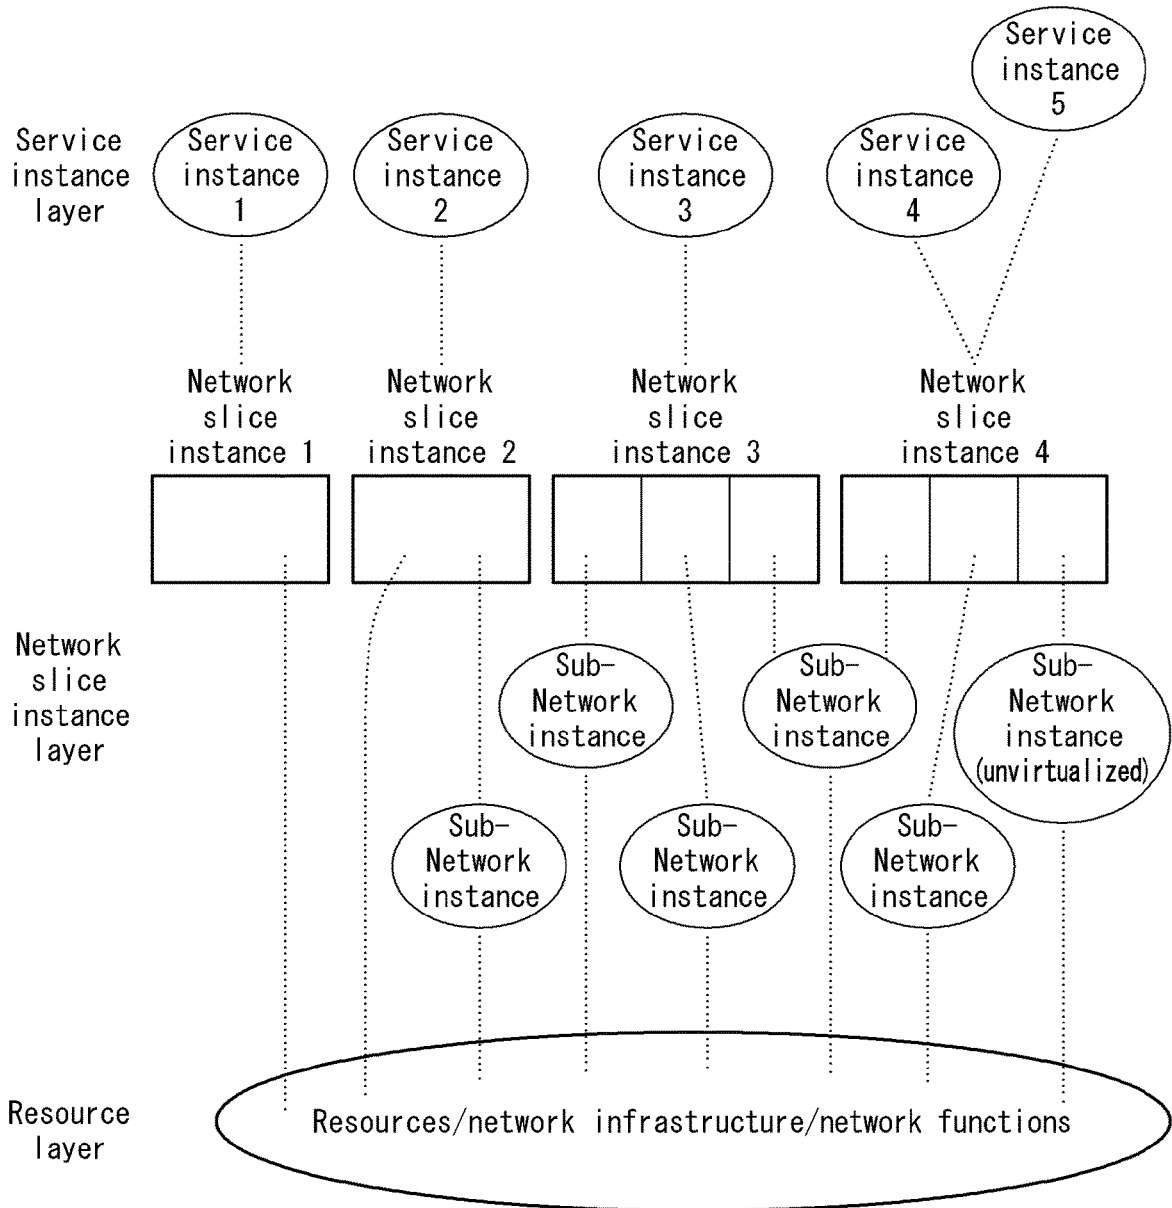 Service
instance
5
Service
instance
layer
Service
instance
1
Service
instance
2
Service
instance
3
Service
instance
4
Network
slice
instance 1
Network
slice
instance 2
Network
slice
instance 3
Network
slice
instance 4
Network
slice
instance
layer
Sub-
Network
instance
Sub-
Network
instance
Sub-
Network
instance
(unvirtualized)
Sub-
Network
instance
Sub-
Network
instance
Sub-
Network
instance
Resource
layer
Resources/network infrastructure/network functions